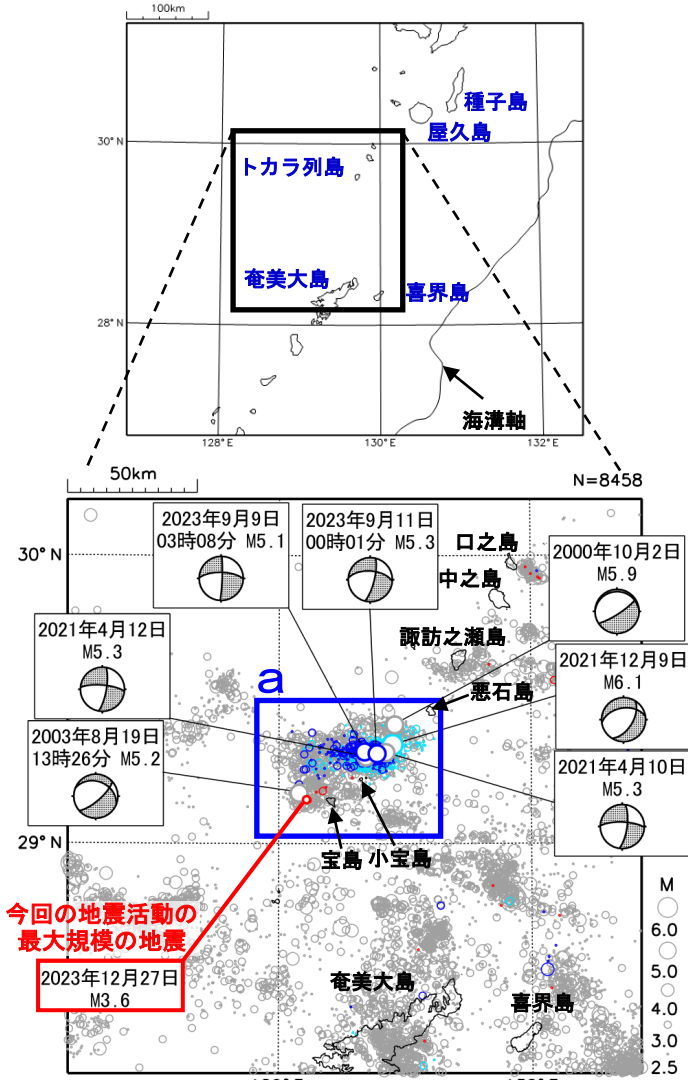 100km
種子島
屋久島
30° N
トカラ列島
奄美大島
喜界島
28° N
海溝軸
128°E
130°E
132°E
50km
N=8458
2023年9月9日
03時08分 M5.1
2023年9月11日
00時01分 M5.3
口之島
30° N
2000年10月2日
M5.9
中之島
2021年4月12日
M5.3
諏訪之瀬島
2021年12月9日
M6.1
a
悪石島
2003年8月19日
13時26分 M5.2
2021年4月10日
M5.3
29° N
宝島
小宝島
M
今回の地震活動の
最大規模の地震
6.0
2023年12月27日
M3.6
5.0
奄美大島
喜界島
4.0
3.0
2.5